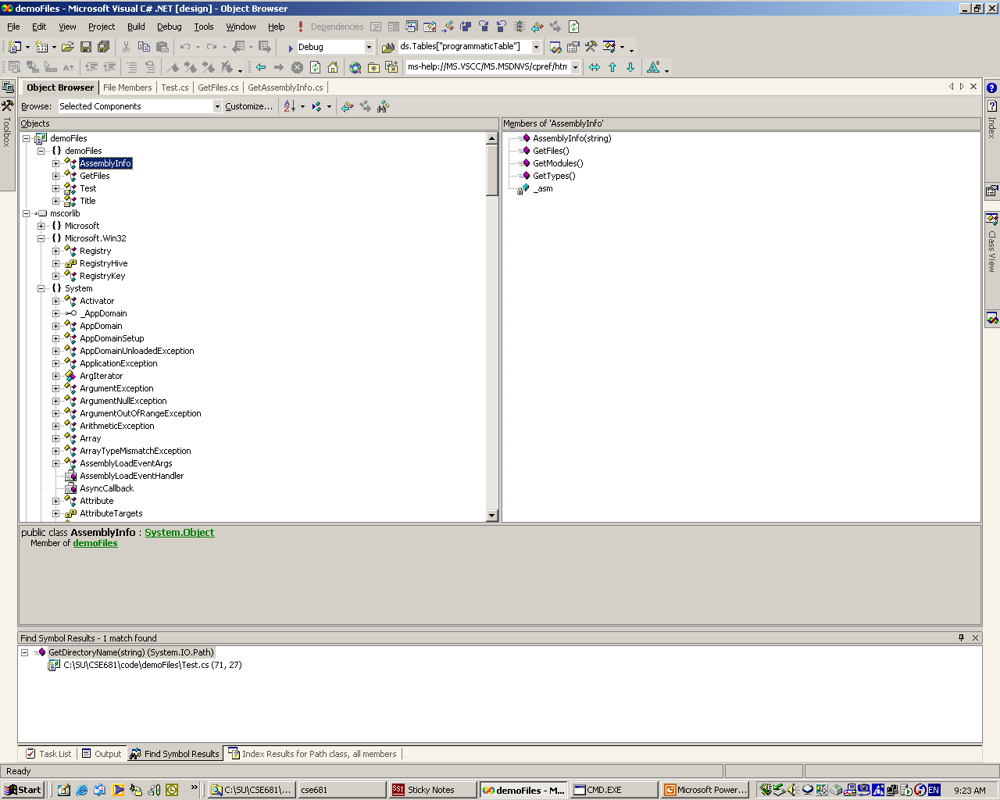 demoFiles - Microsoft Visual C# .NET [design] - Object Browser
File Edit View Project Build Debug Tools Window Help Dependencies
Debug ds.Tables["programmaticTable"]
ms-help://MS.VSCC/MS.MSDNVS/cpref/htm
Object Browser File Members Test.cs GetFiles.cs GetAssemblyInfo.cs
Browse: Selected Components Customize...
Toolbox
Objects
demoFiles
{} demoFiles
AssemblyInfo
GetFiles
Test
Title
mscorlib
{} Microsoft
{} Microsoft.Win32
Registry
RegistryHive
RegistryKey
{} System
Activator
_AppDomain
AppDomain
AppDomainSetup
AppDomainUnloadedException
ApplicationException
ArgIterator
ArgumentException
ArgumentNullException
ArgumentOutOfRangeException
ArithmeticException
Array
ArrayTypeMismatchException
AssemblyLoadEventArgs
AssemblyLoadEventHandler
AsyncCallback
Attribute
AttributeTargets
Members of 'AssemblyInfo'
AssemblyInfo(string)
GetFiles()
GetModules()
GetTypes()
_asm
Index
Class View
public class AssemblyInfo : System.Object
Member of demoFiles
Find Symbol Results - 1 match found
GetDirectoryName(string) (System.IO.Path)
C:\SU\CSE681\code\demoFiles\Test.cs (71, 27)
Task List Output Find Symbol Results Index Results for Path class, all members
Ready
Start C:\SU\CSE681\... cse681 SST Sticky Notes demoFiles - M... CMD.EXE Microsoft Power... EN 9:23 AM